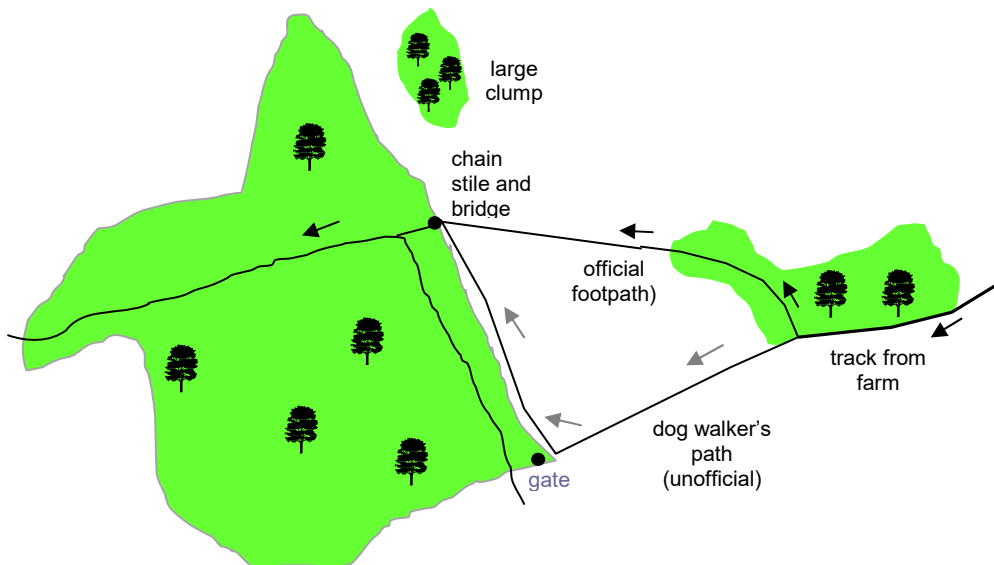 large
clump
chain
stile and
bridge
official
footpath)
track from
farm
dog walker’s
path
(unofficial)
gate